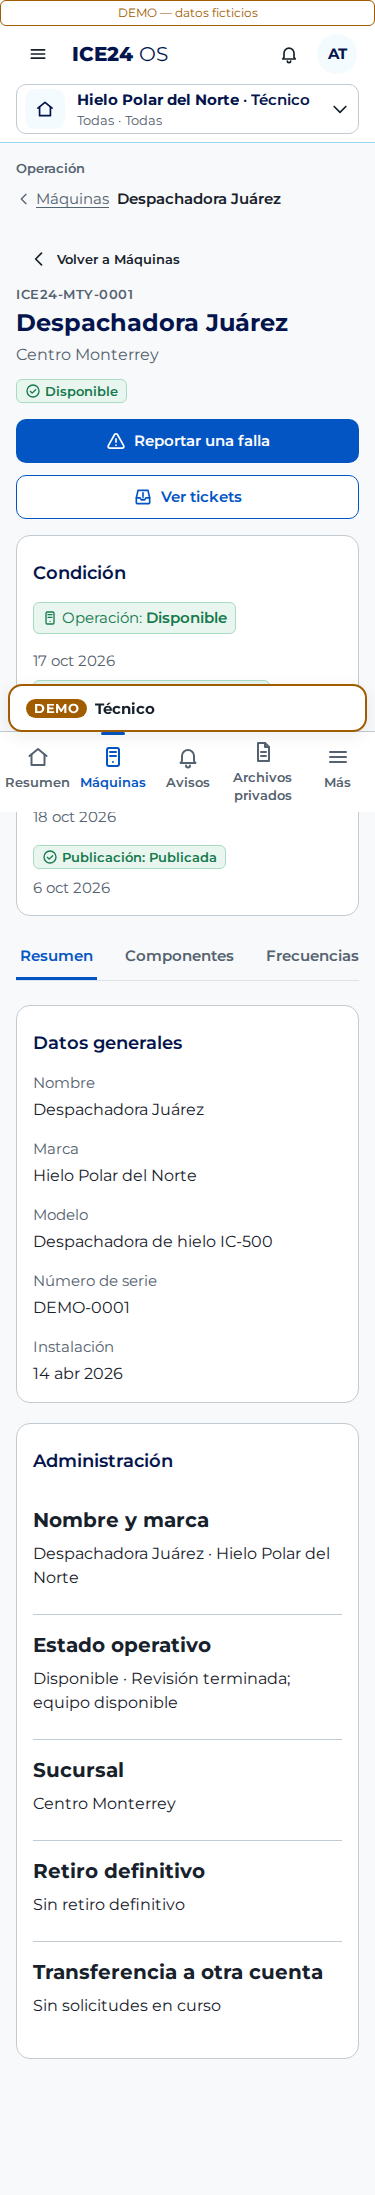 DEMO — datos ficticios
ICE24 OS
AT
Hielo Polar del Norte · Técnico
Todas · Todas
Operación
Máquinas Despachadora Juárez
Volver a Máquinas
ICE24-MTY-0001
Despachadora Juárez
Centro Monterrey
Disponible
Reportar una falla
Ver tickets
Condición
Operación: Disponible
17 oct 2026
DEMO Técnico
Resumen
Máquinas
Avisos
Archivos privados
Más
18 oct 2026
Publicación: Publicada
6 oct 2026
Resumen Componentes Frecuencias
Datos generales
Nombre
Despachadora Juárez
Marca
Hielo Polar del Norte
Modelo
Despachadora de hielo IC-500
Número de serie
DEMO-0001
Instalación
14 abr 2026
Administración
Nombre y marca
Despachadora Juárez · Hielo Polar del
Norte
Estado operativo
Disponible · Revisión terminada;
equipo disponible
Sucursal
Centro Monterrey
Retiro definitivo
Sin retiro definitivo
Transferencia a otra cuenta
Sin solicitudes en curso